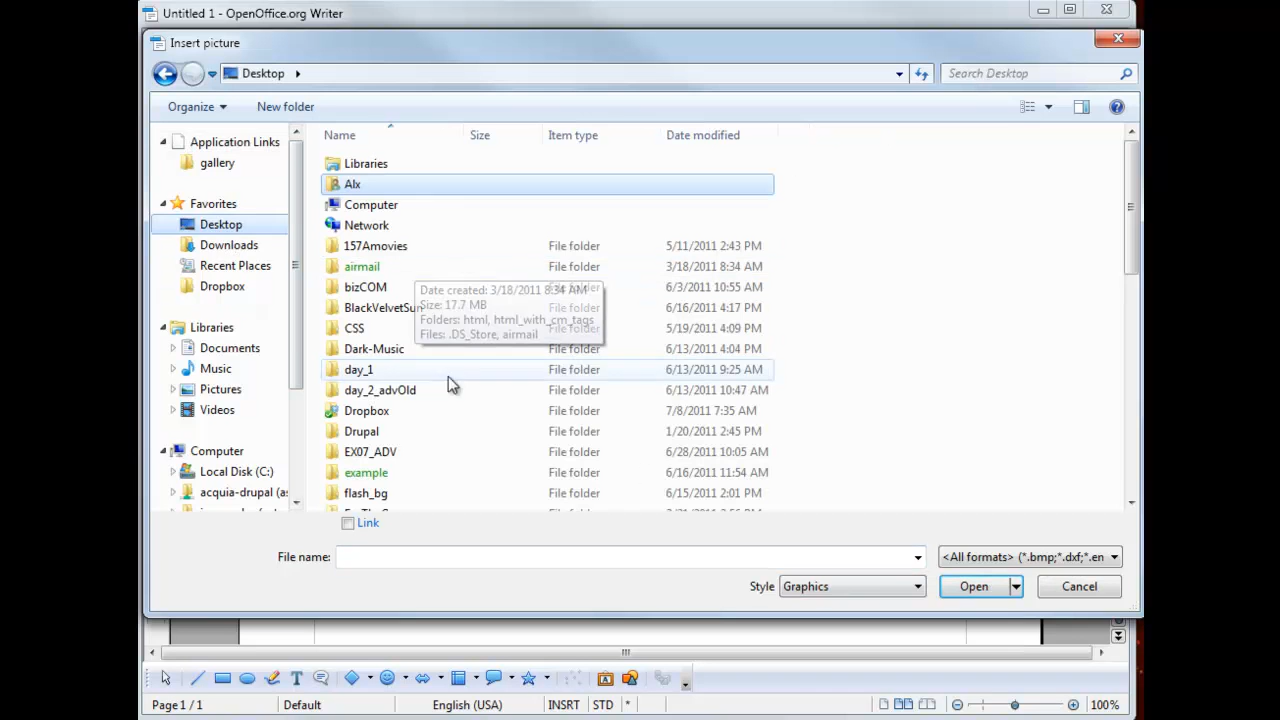 Untitled 1 - OpenOffice.org Writer
Insert picture
Desktop
Search Desktop
Organize
New folder
Name Size Item type Date modified
Application Links
gallery
Favorites
Desktop
Downloads
Recent Places
Dropbox
Libraries
Documents
Music
Pictures
Videos
Computer
Local Disk (C:)
acquia-drupal (as
Libraries
Alx
Computer
Network
157Amovies File folder 5/11/2011 2:43 PM
airmail File folder 3/18/2011 8:34 AM
bizCOM File folder 6/3/2011 10:55 AM
BlackVelvetSun File folder 6/16/2011 4:17 PM
CSS File folder 5/19/2011 4:09 PM
Dark-Music File folder 6/13/2011 4:04 PM
day_1 File folder 6/13/2011 9:25 AM
day_2_advOld File folder 6/13/2011 10:47 AM
Dropbox File folder 7/8/2011 7:35 AM
Drupal File folder 1/20/2011 2:45 PM
EX07_ADV File folder 6/28/2011 10:05 AM
example File folder 6/16/2011 11:54 AM
flash_bg File folder 6/15/2011 2:01 PM
Date created: 3/18/2011 8:34 AM
Size: 17.7 MB
Folders: html, html_with_cm_tags
Files: .DS_Store, airmail
Link
File name:
<All formats> (*.bmp;*.dxf;*.en
Style Graphics
Open
Cancel
Page 1 / 1 Default English (USA) INSRT STD * 100%